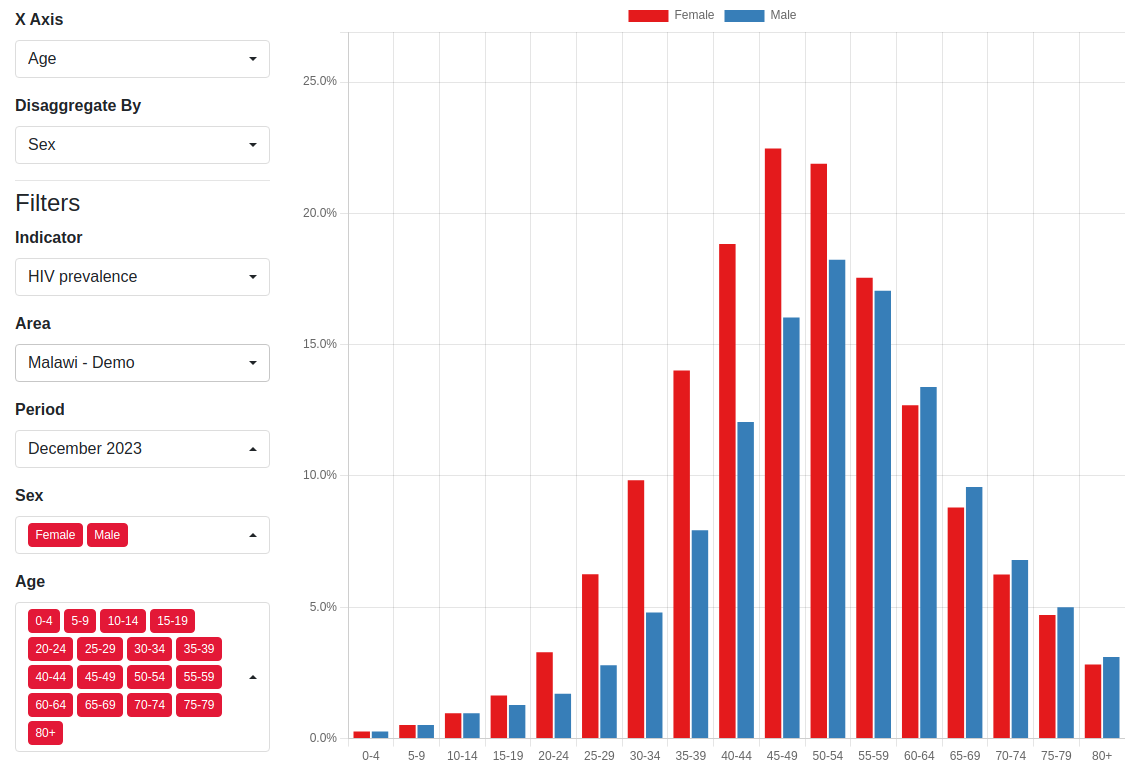 X Axis
Age
Disaggregate By
Sex
Filters
Indicator
HIV prevalence
Area
Malawi - Demo
Period
December 2023
Sex
Female Male
Age
0-4 5-9 10-14 15-19
20-24 25-29 30-34 35-39
40-44 45-49 50-54 55-59
60-64 65-69 70-74 75-79
80+
Female Male
25.0%
20.0%
15.0%
10.0%
5.0%
0.0%
0-4 5-9 10-14 15-19 20-24 25-29 30-34 35-39 40-44 45-49 50-54 55-59 60-64 65-69 70-74 75-79 80+